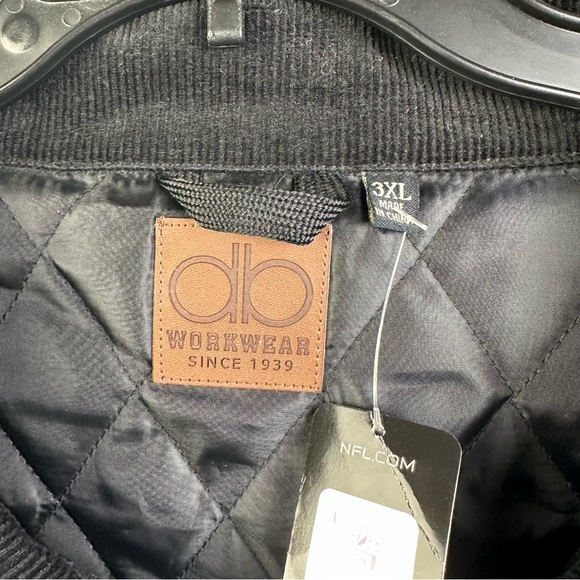 3XL
MADE
IN CHINA
db
WORKWEAR
SINCE 1939
NFL.COM